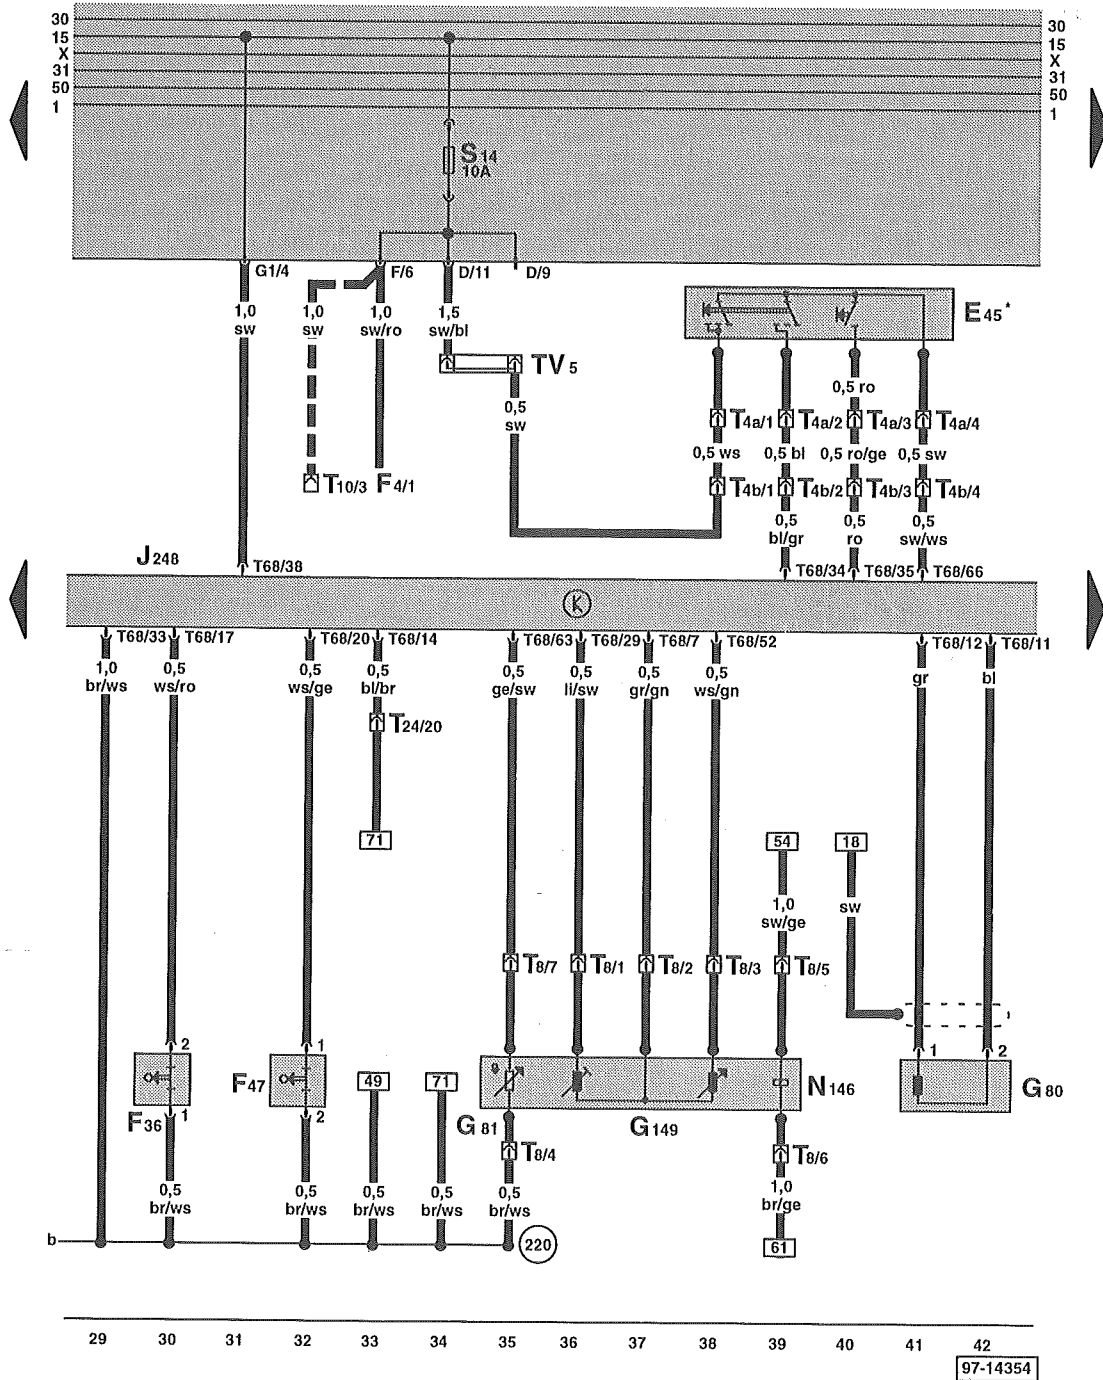 30 30
15 15
X X
31 31
50 50
1 1
S14
10A
G1/4 F/6 D/11 D/9
1,0 1,0 1,0 1,5
sw sw sw/ro sw/bl
E45*
TV5
0,5
sw
0,5 ro
T4a/1 T4a/2 T4a/3 T4a/4
0,5 ws 0,5 bl 0,5 ro/ge 0,5 sw
T10/3 F4/1
T4b/1 T4b/2 T4b/3 T4b/4
0,5 0,5 0,5
bl/gr ro sw/ws
J248 T68/38 T68/34 T68/35 T68/66
K
T68/33 T68/17 T68/20 T68/14 T68/63 T68/29 T68/7 T68/52 T68/12 T68/11
1,0 0,5 0,5 0,5 0,5 0,5 0,5 0,5
br/ws ws/ro ws/ge bl/br ge/sw li/sw gr/gn ws/gn gr bl
T24/20
71 54 18
1,0
sw/ge
sw
T8/7 T8/1 T8/2 T8/3 T8/5
2 1 1 2
F47 49 71 N146 G80
F36 1 2 G81 G149
T8/4 T8/6
0,5 0,5 0,5 0,5 0,5 1,0
br/ws br/ws br/ws br/ws br/ws br/ge
b 220 61
29 30 31 32 33 34 35 36 37 38 39 40 41 42
97-14354